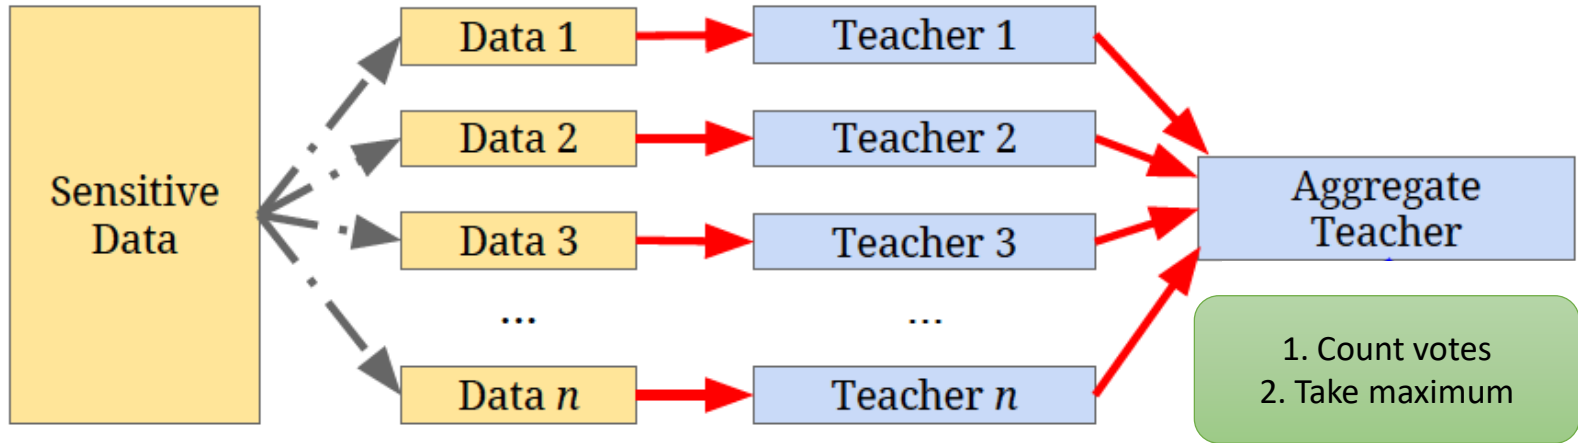 Sensitive
Data
Data 1
Teacher 1
Data 2
Teacher 2
Data 3
Teacher 3
...
...
Data n
Teacher n
Aggregate
Teacher
1. Count votes
2. Take maximum